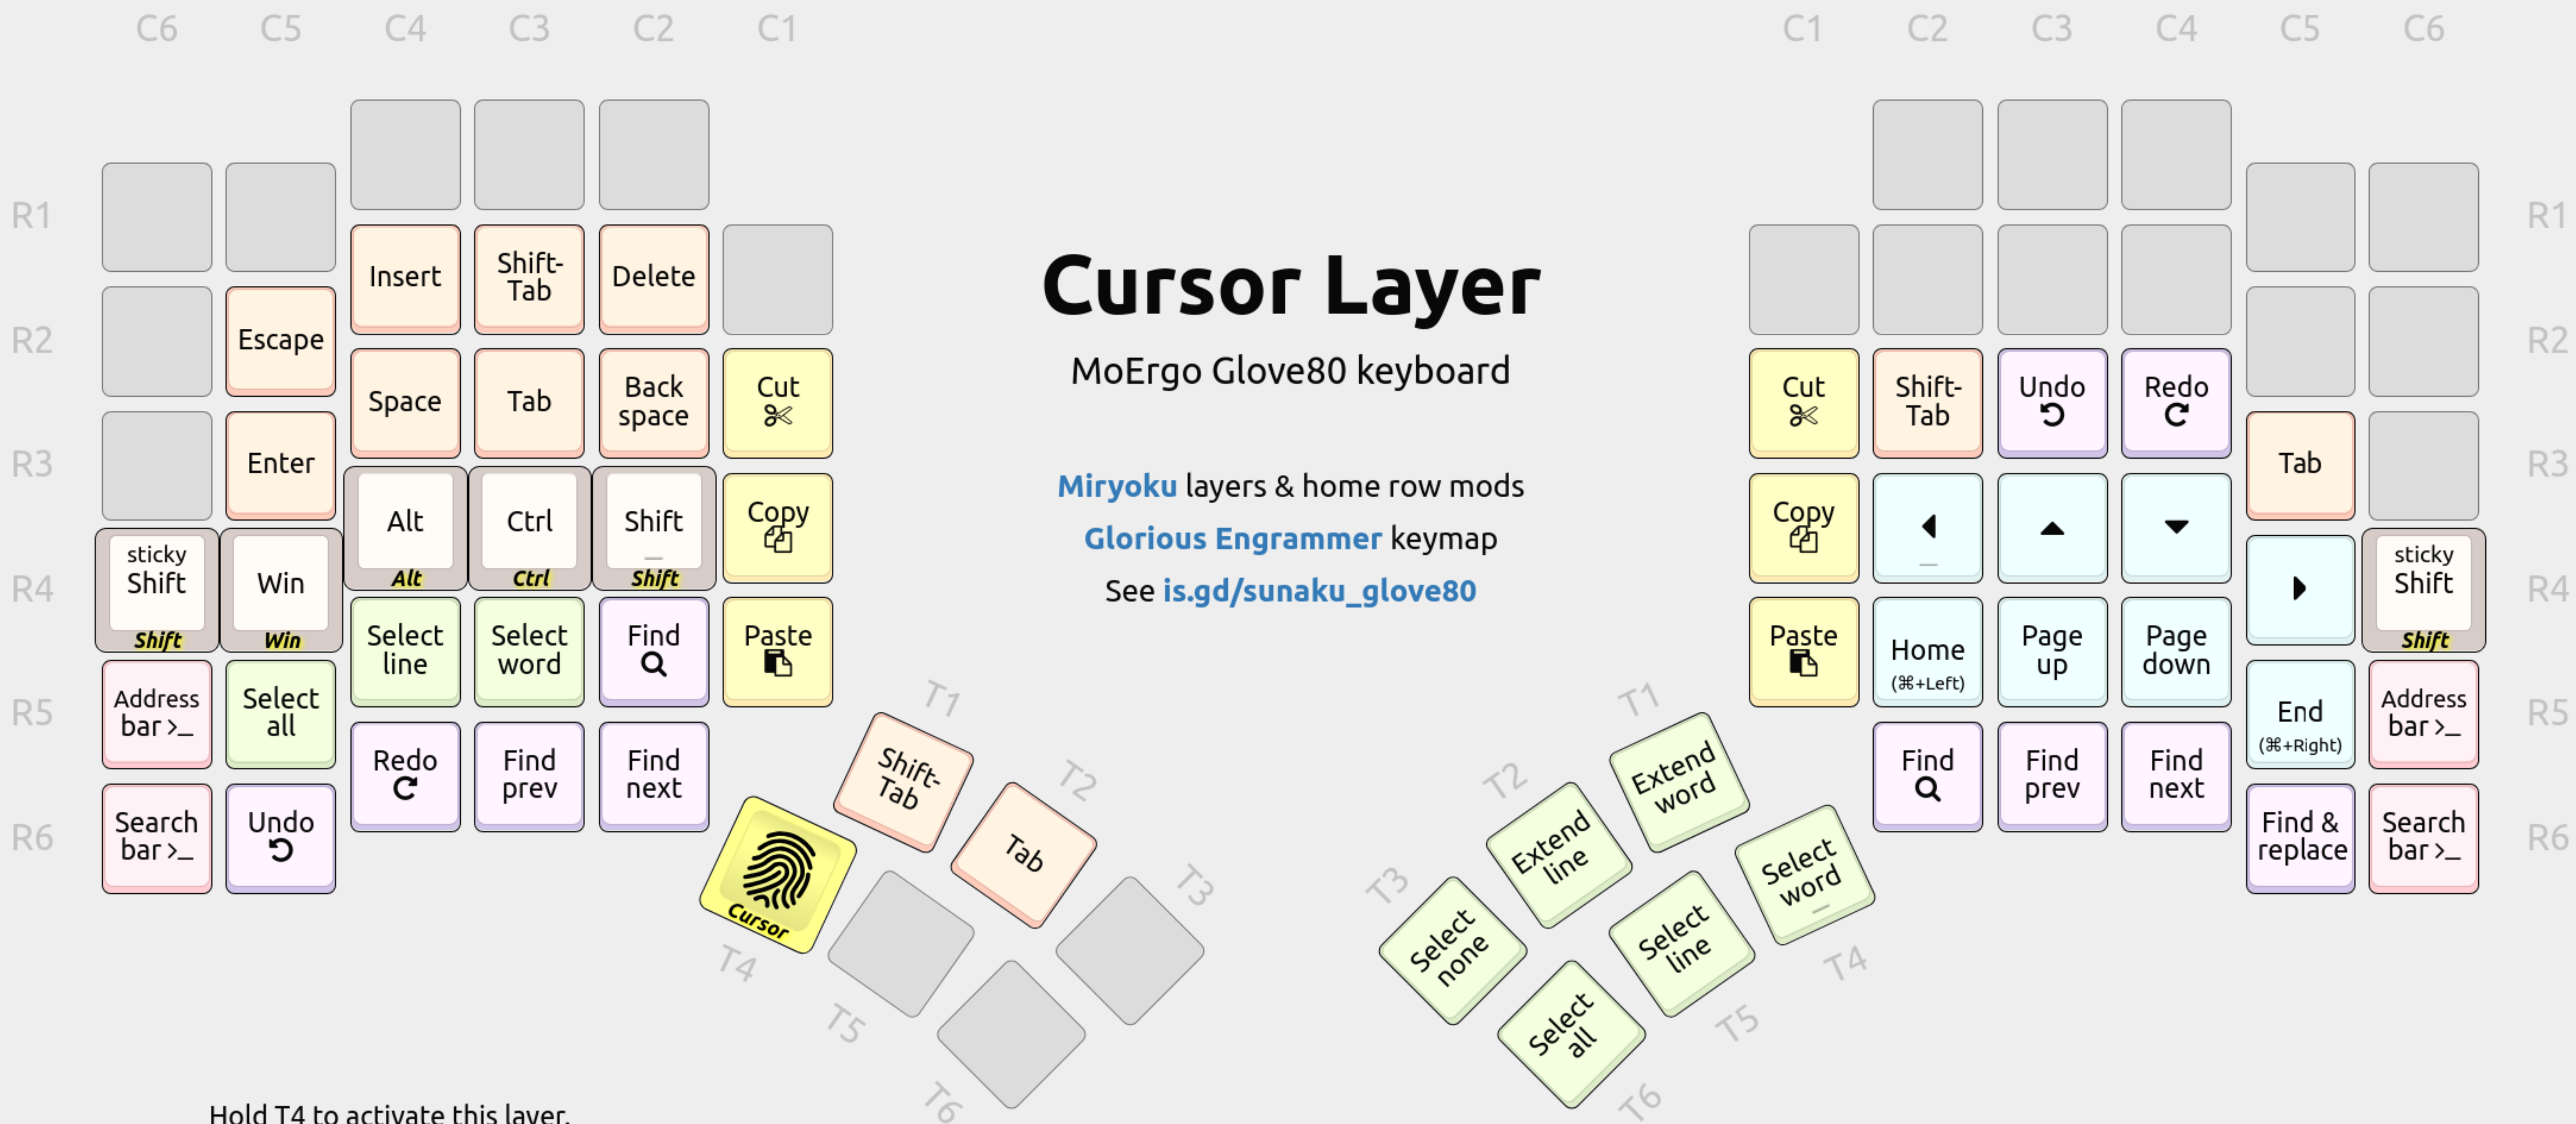 C6 C5 C4 C3 C2 C1 C1 C2 C3 C4 C5 C6
R1 R1
Insert
Shift-
Tab
Delete
Cursor Layer
R2 R2
Escape
MoErgo Glove80 keyboard
Space
Tab
Back
space
Cut
Cut
Shift-
Tab
Undo
Redo
R3 R3
Enter
Tab
Miryoku layers & home row mods
Glorious Engrammer keymap
See is.gd/sunaku_glove80
Alt
Alt
Ctrl
Ctrl
Shift
_
Shift
Copy
Copy
_
R4 R4
sticky
Shift
Shift
Win
Win
sticky
Shift
Shift
Select
line
Select
word
Find
Paste
Paste
Home
(⌘+Left)
Page
up
Page
down
R5 R5
Address
bar >_
Select
all
End
(⌘+Right)
Address
bar >_
Redo
Find
prev
Find
next
Find
Find
prev
Find
next
R6 R6
Search
bar >_
Undo
Find &
replace
Search
bar >_
T1
Shift-
Tab
T2
Tab
T3
Cursor
T4
T5
T6
T1
Extend
word
T2
Extend
line
T3
Select
none
Select
word
_
T4
Select
line
T5
Select
all
T6
Hold T4 to activate this layer.